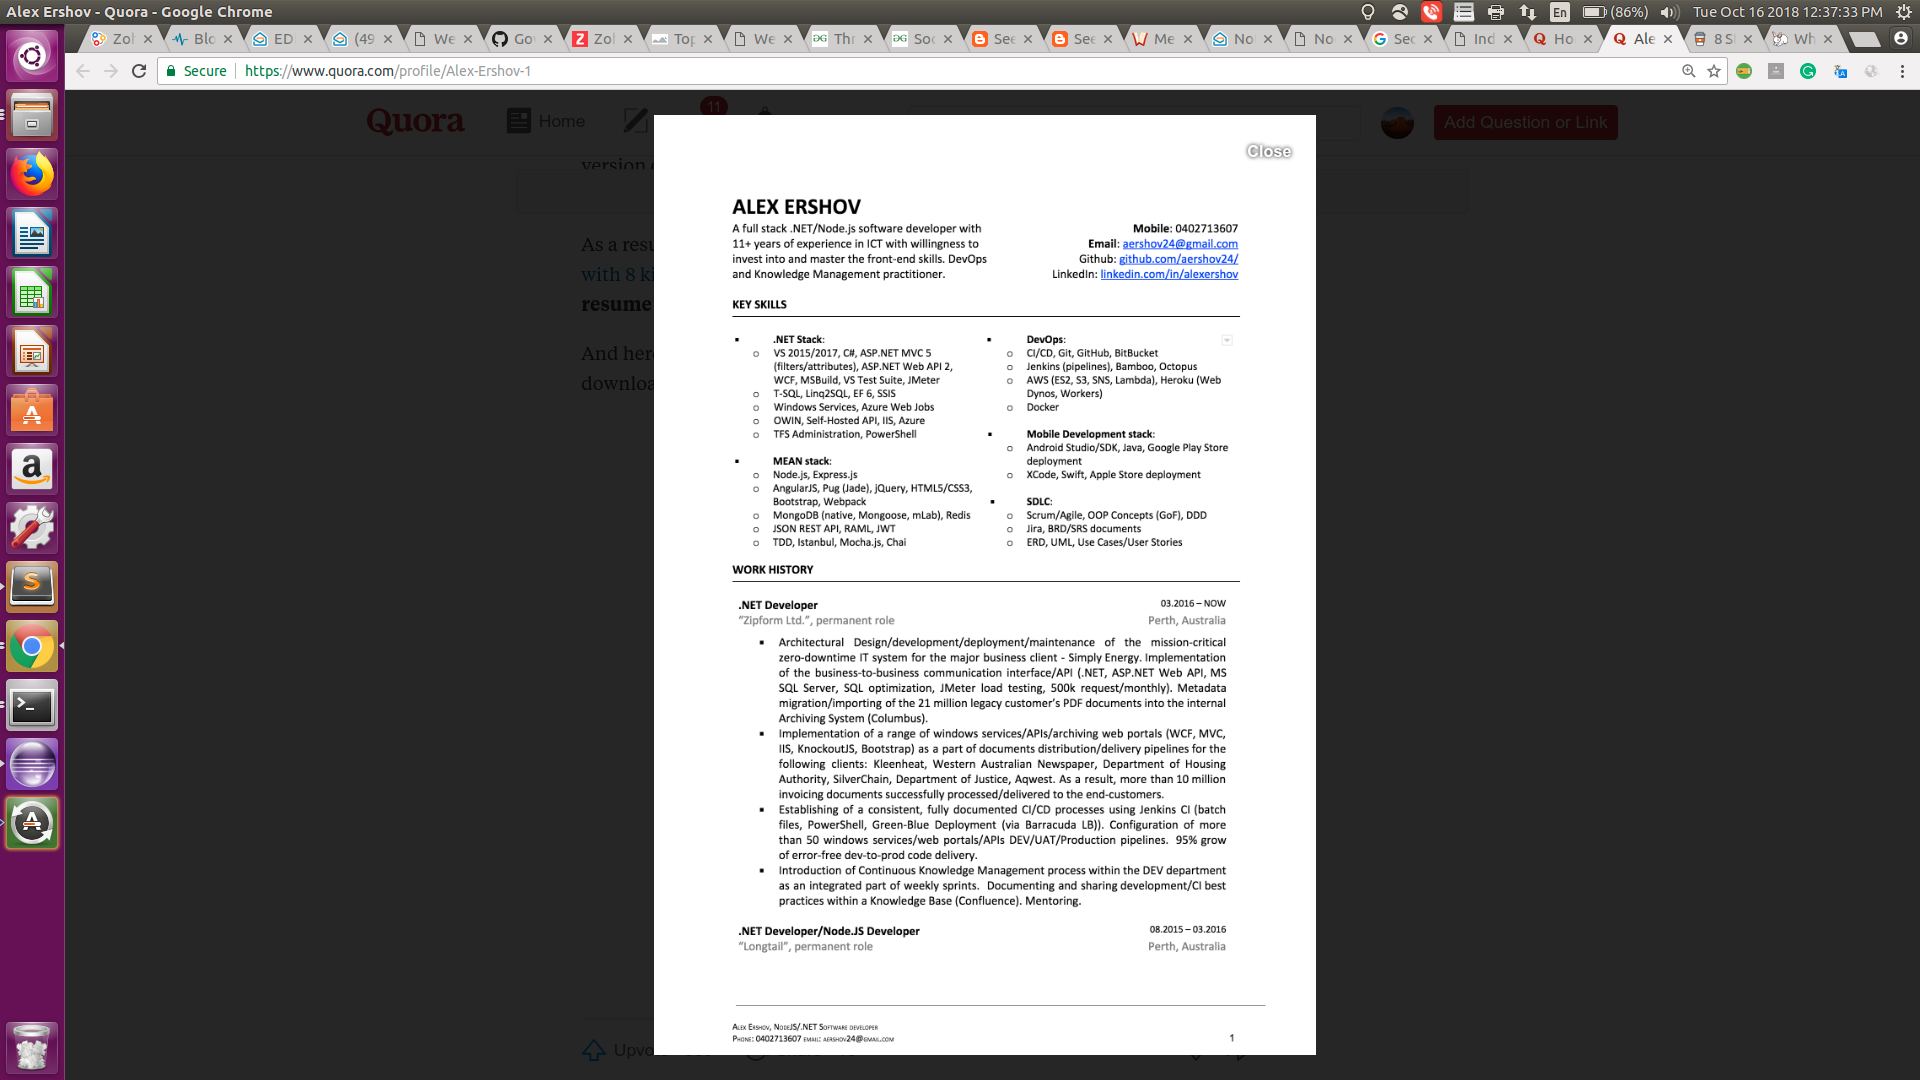 Alex Ershov - Quora - Google Chrome
En (86%) Tue Oct 16 2018 12:37:33 PM
Zoh Blo ED (49 We Go Zol Top We Thr Soc See See Me No No Sec Ind Ho Ale 8 S Wh
Secure https://www.quora.com/profile/Alex-Ershov-1
Quora Home 11 Add Question or Link
Close
version
As a resu
with 8 ki
resume
And here
downloa
ALEX ERSHOV
A full stack .NET/Node.js software developer with
11+ years of experience in ICT with willingness to
invest into and master the front-end skills. DevOps
and Knowledge Management practitioner.
Mobile: 0402713607
Email: aershov24@gmail.com
Github: github.com/aershov24/
LinkedIn: linkedin.com/in/alexershov
KEY SKILLS
.NET Stack:
VS 2015/2017, C#, ASP.NET MVC 5
(filters/attributes), ASP.NET Web API 2,
WCF, MSBuild, VS Test Suite, JMeter
T-SQL, Linq2SQL, EF 6, SSIS
Windows Services, Azure Web Jobs
OWIN, Self-Hosted API, IIS, Azure
TFS Administration, PowerShell
MEAN stack:
Node.js, Express.js
AngularJS, Pug (Jade), jQuery, HTML5/CSS3,
Bootstrap, Webpack
MongoDB (native, Mongoose, mLab), Redis
JSON REST API, RAML, JWT
TDD, Istanbul, Mocha.js, Chai
DevOps:
CI/CD, Git, GitHub, BitBucket
Jenkins (pipelines), Bamboo, Octopus
AWS (ES2, S3, SNS, Lambda), Heroku (Web
Dynos, Workers)
Docker
Mobile Development stack:
Android Studio/SDK, Java, Google Play Store
deployment
XCode, Swift, Apple Store deployment
SDLC:
Scrum/Agile, OOP Concepts (GoF), DDD
Jira, BRD/SRS documents
ERD, UML, Use Cases/User Stories
WORK HISTORY
.NET Developer 03.2016 – NOW
"Zipform Ltd.", permanent role Perth, Australia
Architectural Design/development/deployment/maintenance of the mission-critical
zero-downtime IT system for the major business client - Simply Energy. Implementation
of the business-to-business communication interface/API (.NET, ASP.NET Web API, MS
SQL Server, SQL optimization, JMeter load testing, 500k request/monthly). Metadata
migration/importing of the 21 million legacy customer's PDF documents into the internal
Archiving System (Columbus).
Implementation of a range of windows services/APIs/archiving web portals (WCF, MVC,
IIS, KnockoutJS, Bootstrap) as a part of documents distribution/delivery pipelines for the
following clients: Kleenheat, Western Australian Newspaper, Department of Housing
Authority, SilverChain, Department of Justice, Aqwest. As a result, more than 10 million
invoicing documents successfully processed/delivered to the end-customers.
Establishing of a consistent, fully documented CI/CD processes using Jenkins CI (batch
files, PowerShell, Green-Blue Deployment (via Barracuda LB)). Configuration of more
than 50 windows services/web portals/APIs DEV/UAT/Production pipelines. 95% grow
of error-free dev-to-prod code delivery.
Introduction of Continuous Knowledge Management process within the DEV department
as an integrated part of weekly sprints. Documenting and sharing development/CI best
practices within a Knowledge Base (Confluence). Mentoring.
.NET Developer/Node.JS Developer 08.2015 – 03.2016
"Longtail", permanent role Perth, Australia
Alex Ershov, NodeJS/.NET Software developer
Phone: 0402713607 email: aershov24@gmail.com 1